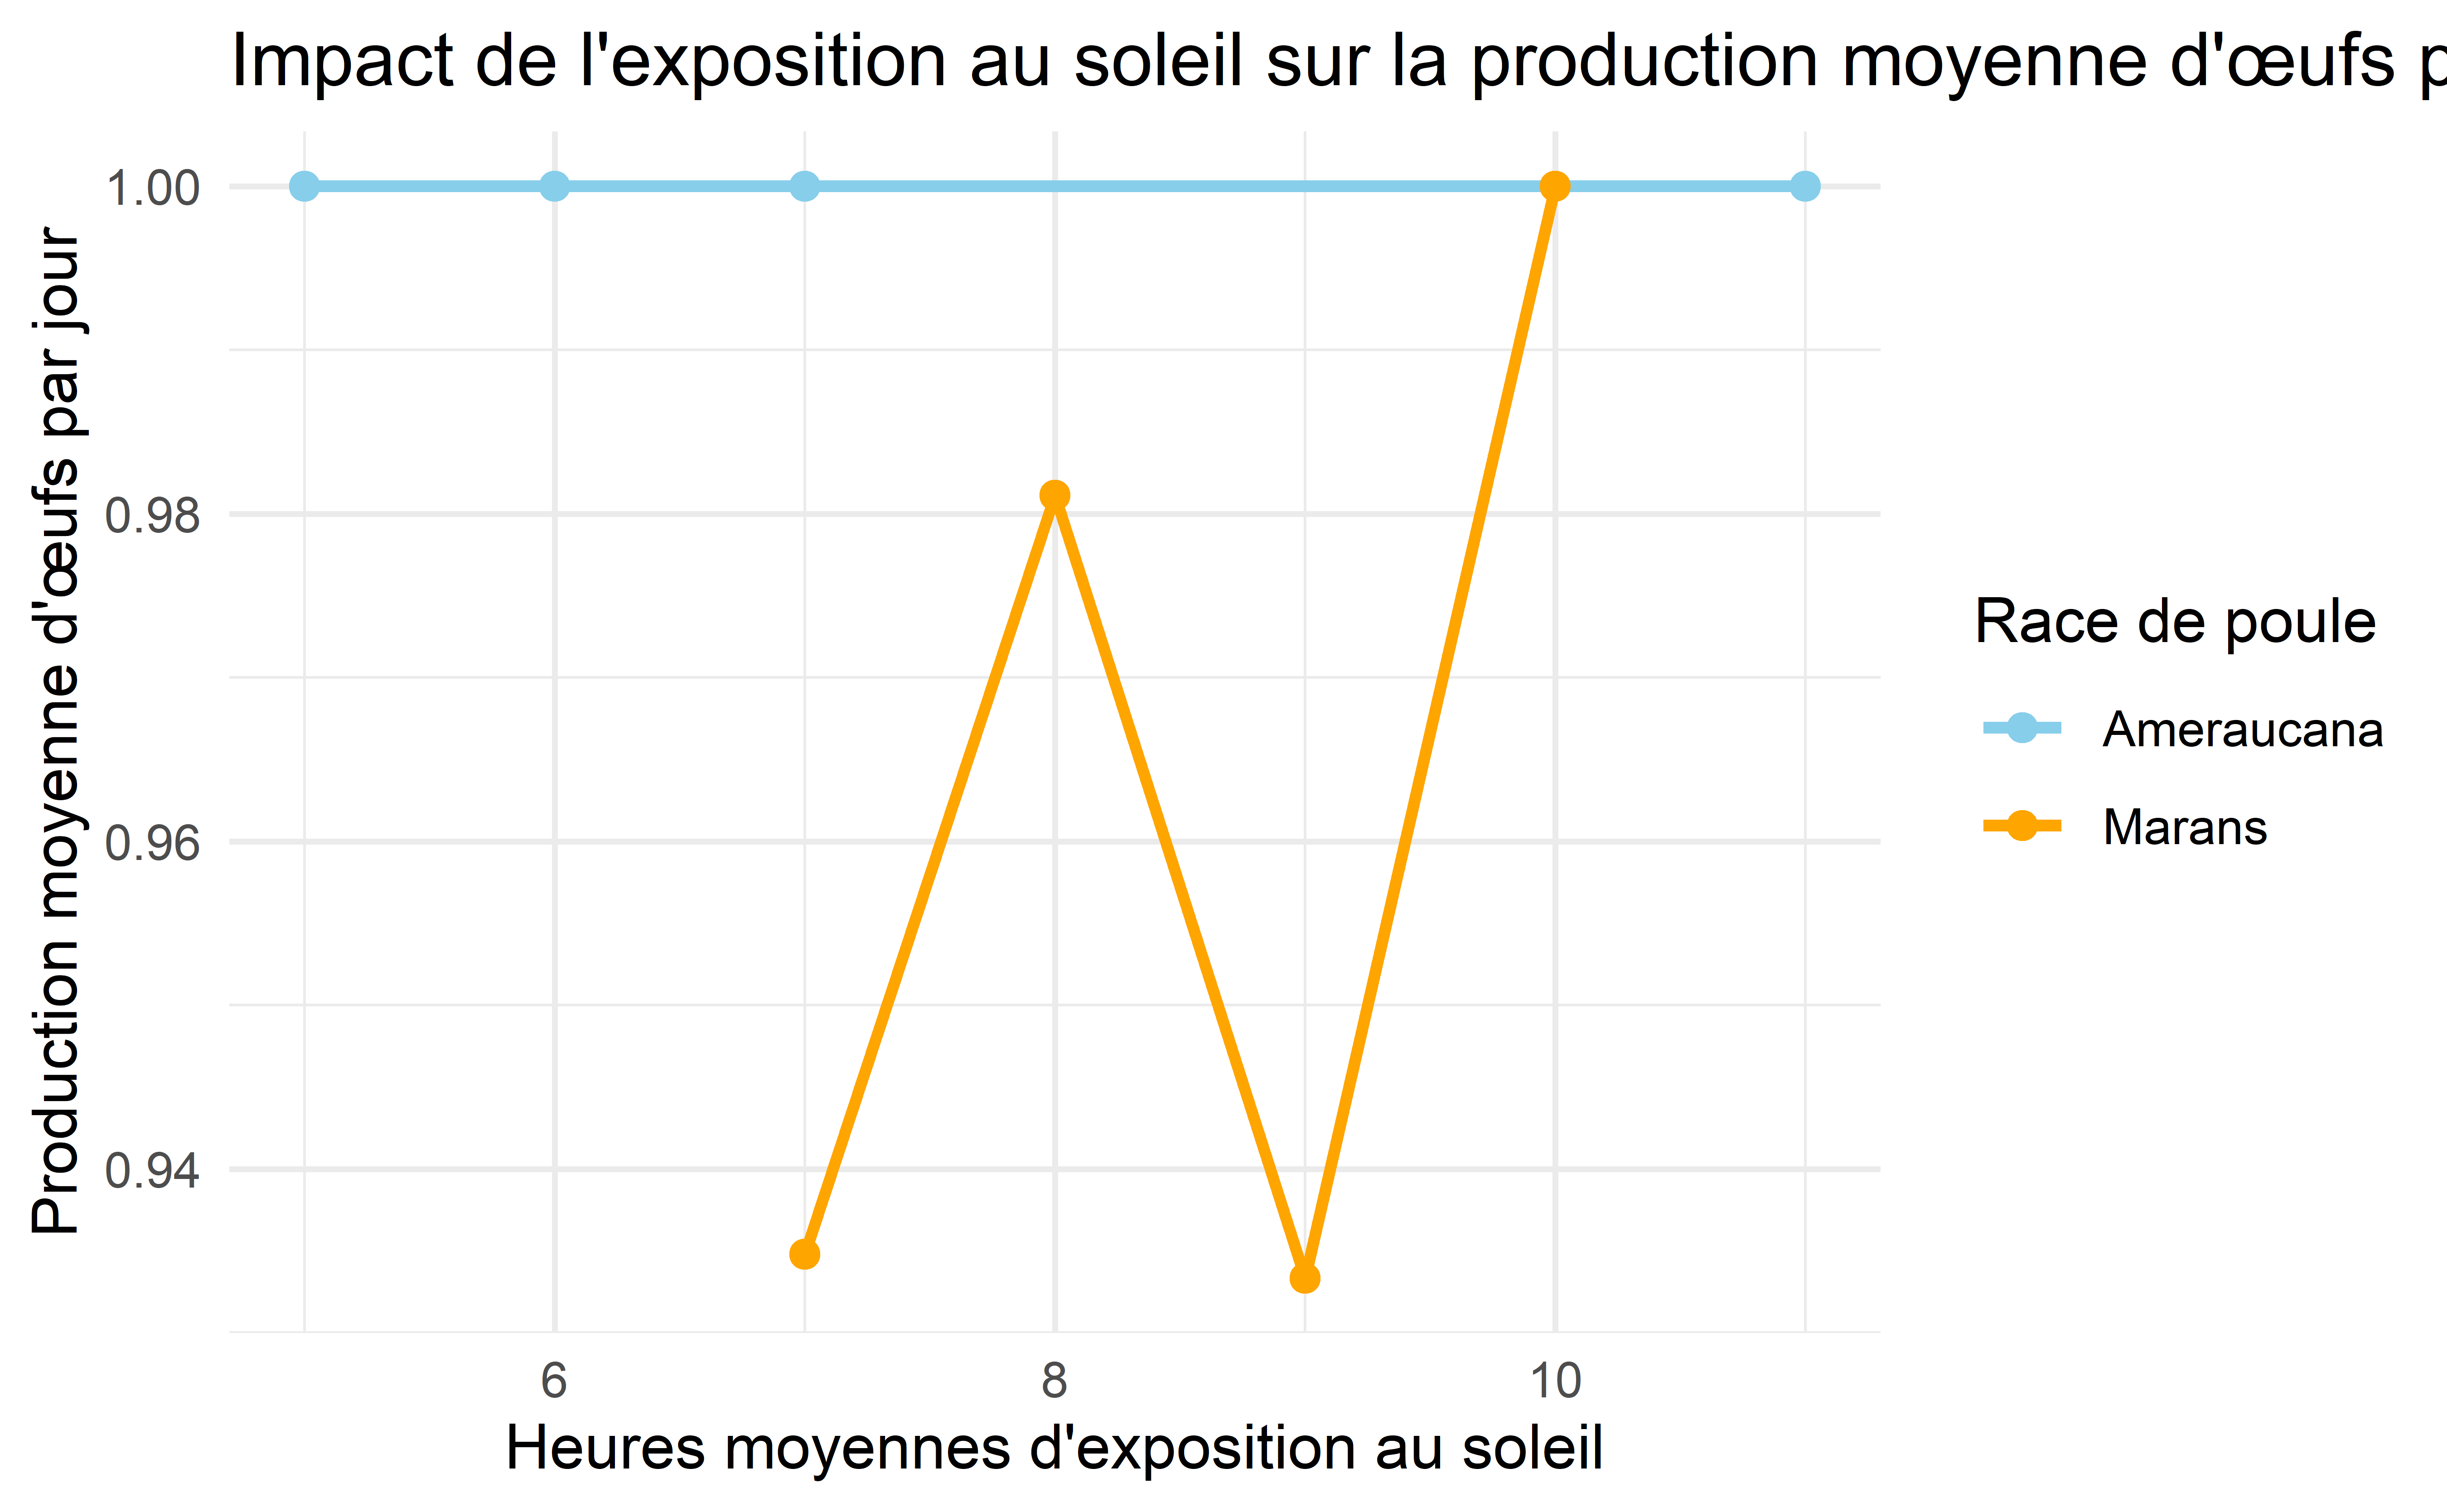 Impact de l'exposition au soleil sur la production moyenne d'œufs p
Production moyenne d'œufs par jour
1.00
0.98
0.96
0.94
6 8 10
Heures moyennes d'exposition au soleil
Race de poule
Ameraucana
Marans